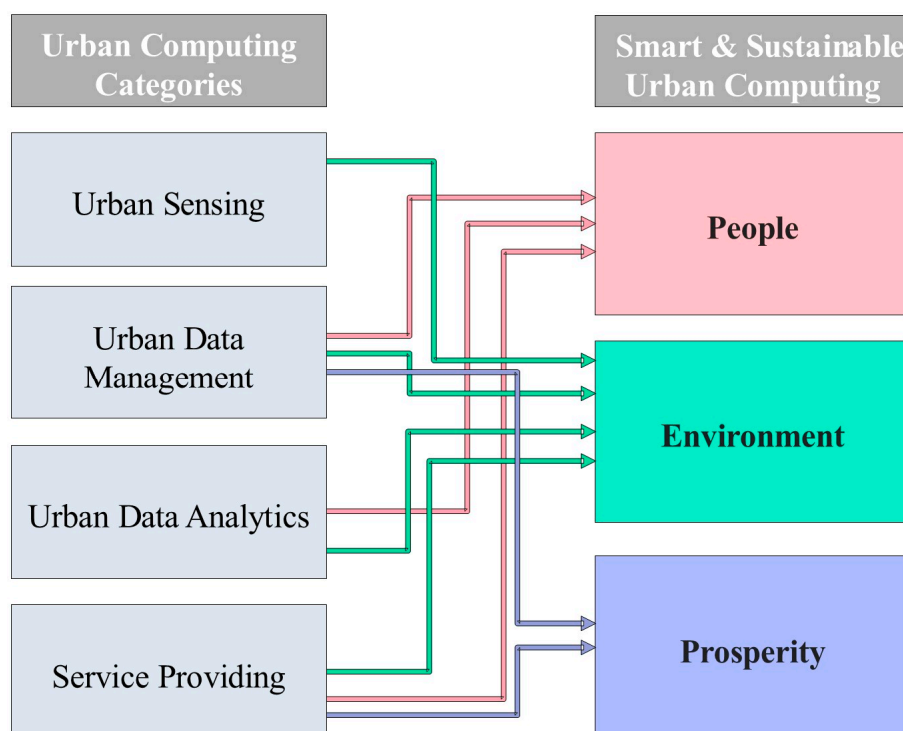 Urban Computing
Categories
Smart & Sustainable
Urban Computing
Urban Sensing
People
Urban Data
Management
Environment
Urban Data Analytics
Service Providing
Prosperity